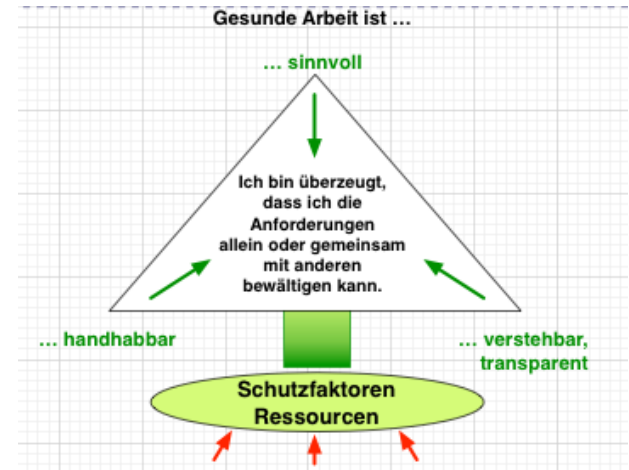 Gesunde Arbeit ist …
… sinnvoll
Ich bin überzeugt,
dass ich die
Anforderungen
allein oder gemeinsam
mit anderen
bewältigen kann.
… handhabbar
… verstehbar,
transparent
Schutzfaktoren
Ressourcen